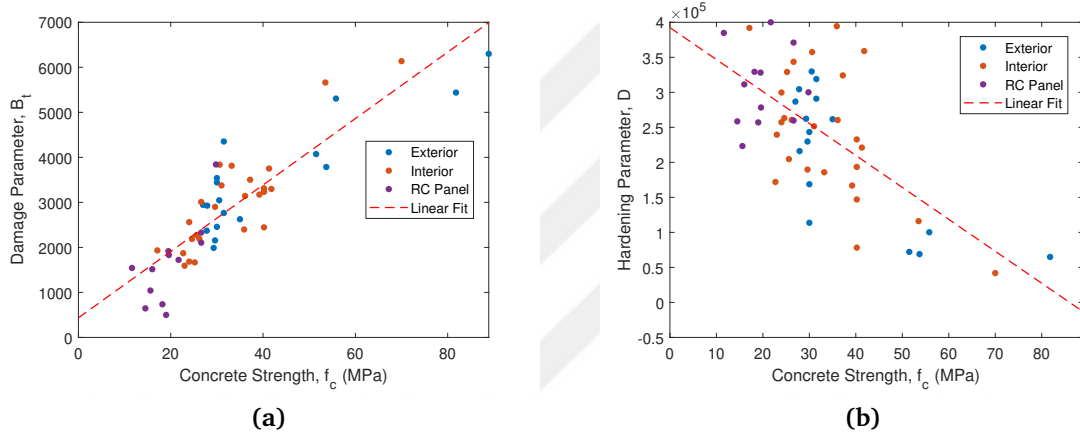 7000
6000
5000
4000
3000
2000
1000
0
Damage Parameter, B_t
Exterior
Interior
RC Panel
Linear Fit
0 20 40 60 80
Concrete Strength, f_c (MPa)
(a)
×10^5
4
3.5
3
2.5
2
1.5
1
0.5
0
-0.5
Hardening Parameter, D
Exterior
Interior
RC Panel
Linear Fit
0 10 20 30 40 50 60 70 80
Concrete Strength, f_c (MPa)
(b)